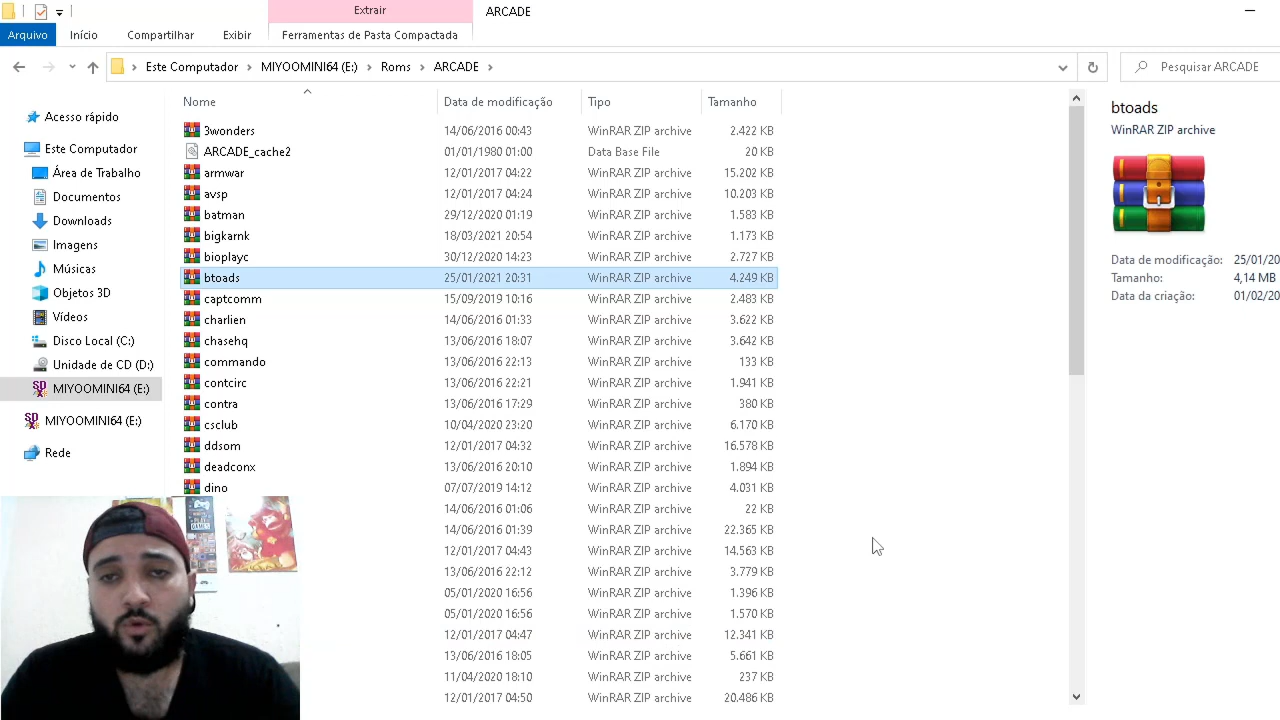 Extrair
ARCADE
Arquivo
Início
Compartilhar
Exibir
Ferramentas de Pasta Compactada
Este Computador
MIYOOMINI64 (E:)
Roms
ARCADE
Pesquisar ARCADE
Nome
Data de modificação
Tipo
Tamanho
Acesso rápido
Este Computador
Área de Trabalho
Documentos
Downloads
Imagens
Músicas
Objetos 3D
Vídeos
Disco Local (C:)
Unidade de CD (D:)
MIYOOMINI64 (E:)
MIYOOMINI64 (E:)
Rede
3wonders 14/06/2016 00:43 WinRAR ZIP archive 2.422 KB
ARCADE_cache2 01/01/1980 01:00 Data Base File 20 KB
armwar 12/01/2017 04:22 WinRAR ZIP archive 15.202 KB
avsp 12/01/2017 04:24 WinRAR ZIP archive 10.203 KB
batman 29/12/2020 01:19 WinRAR ZIP archive 1.583 KB
bigkarnk 18/03/2021 20:54 WinRAR ZIP archive 1.173 KB
bioplayc 30/12/2020 14:23 WinRAR ZIP archive 2.727 KB
btoads 25/01/2021 20:31 WinRAR ZIP archive 4.249 KB
captcomm 15/09/2019 10:16 WinRAR ZIP archive 2.483 KB
charlien 14/06/2016 01:33 WinRAR ZIP archive 3.622 KB
chasehq 13/06/2016 18:07 WinRAR ZIP archive 3.642 KB
commando 13/06/2016 22:13 WinRAR ZIP archive 133 KB
contcirc 13/06/2016 22:21 WinRAR ZIP archive 1.941 KB
contra 13/06/2016 17:29 WinRAR ZIP archive 380 KB
csclub 10/04/2020 23:20 WinRAR ZIP archive 6.170 KB
ddsom 12/01/2017 04:32 WinRAR ZIP archive 16.578 KB
deadconx 13/06/2016 20:10 WinRAR ZIP archive 1.894 KB
dino 07/07/2019 14:12 WinRAR ZIP archive 4.031 KB
14/06/2016 01:06 WinRAR ZIP archive 22 KB
14/06/2016 01:39 WinRAR ZIP archive 22.365 KB
12/01/2017 04:43 WinRAR ZIP archive 14.563 KB
13/06/2016 22:12 WinRAR ZIP archive 3.779 KB
05/01/2020 16:56 WinRAR ZIP archive 1.396 KB
05/01/2020 16:56 WinRAR ZIP archive 1.570 KB
12/01/2017 04:47 WinRAR ZIP archive 12.341 KB
13/06/2016 18:05 WinRAR ZIP archive 5.661 KB
11/04/2020 18:10 WinRAR ZIP archive 237 KB
12/01/2017 04:50 WinRAR ZIP archive 20.486 KB
btoads
WinRAR ZIP archive
Data de modificação: 25/01/20
Tamanho: 4,14 MB
Data da criação: 01/02/20